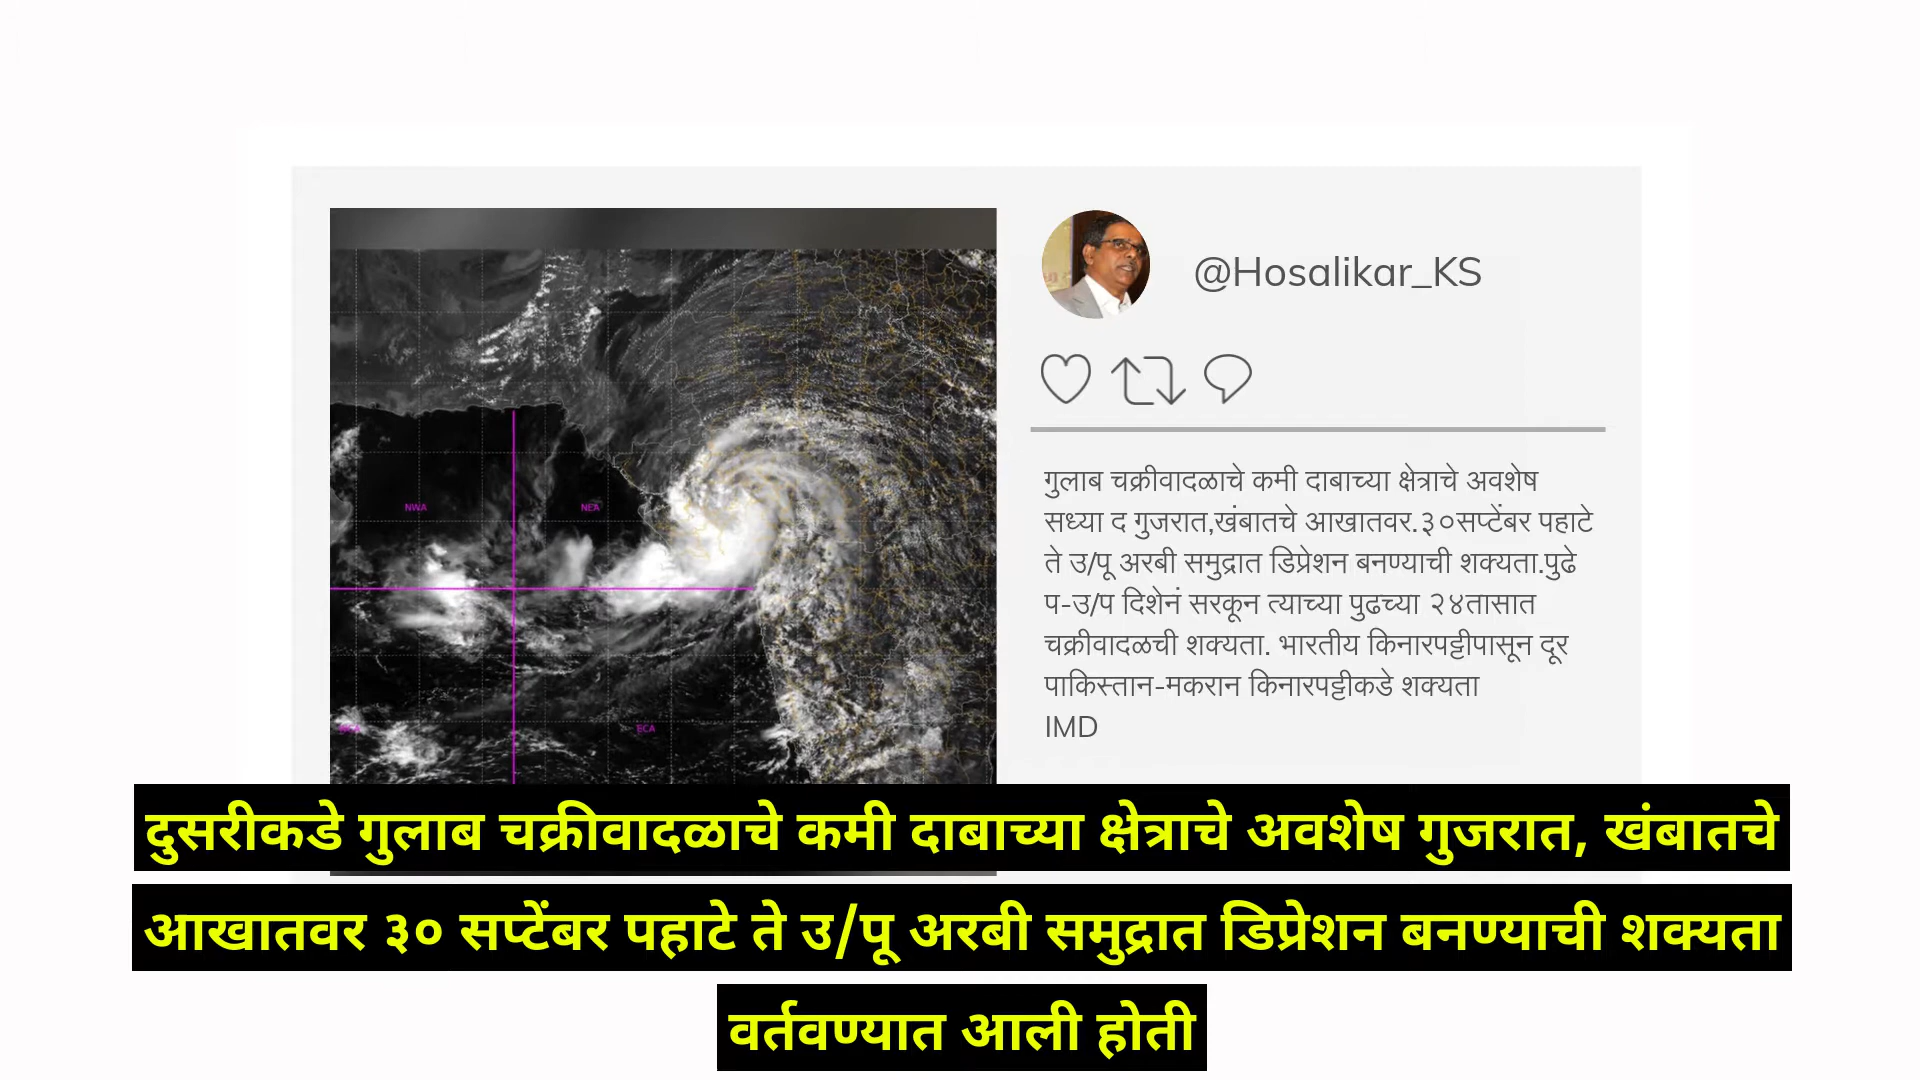 @Hosalikar_KS
गुलाब चक्रीवादळाचे कमी दाबाच्या क्षेत्राचे अवशेष
सध्या द गुजरात,खंबातचे आखातवर.३०सप्टेंबर पहाटे
ते उ/पू अरबी समुद्रात डिप्रेशन बनण्याची शक्यता.पुढे
प-उ/प दिशेनं सरकून त्याच्या पुढच्या २४तासात
चक्रीवादळची शक्यता. भारतीय किनारपट्टीपासून दूर
पाकिस्तान-मकरान किनारपट्टीकडे शक्यता
IMD
NWA
NEA
ECA
दुसरीकडे गुलाब चक्रीवादळाचे कमी दाबाच्या क्षेत्राचे अवशेष गुजरात, खंबातचे
आखातवर ३० सप्टेंबर पहाटे ते उ/पू अरबी समुद्रात डिप्रेशन बनण्याची शक्यता
वर्तवण्यात आली होती